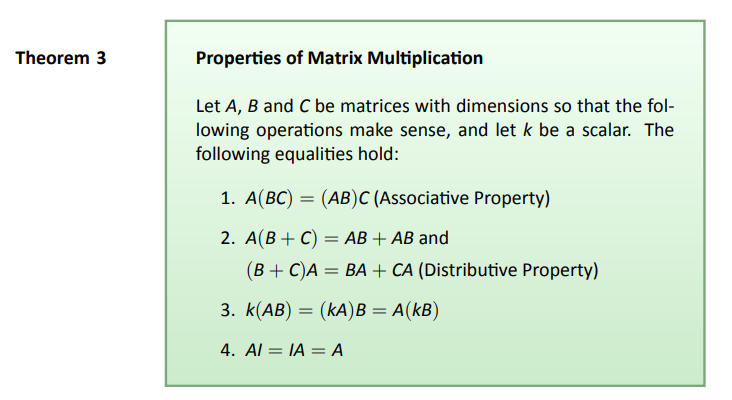 Theorem 3
Properties of Matrix Multiplication
Let A, B and C be matrices with dimensions so that the fol-
lowing operations make sense, and let k be a scalar. The
following equalities hold:
1. A(BC) = (AB)C (Associative Property)
2. A(B + C) = AB + AB and
(B + C)A = BA + CA (Distributive Property)
3. k(AB) = (kA)B = A(kB)
4. AI = IA = A